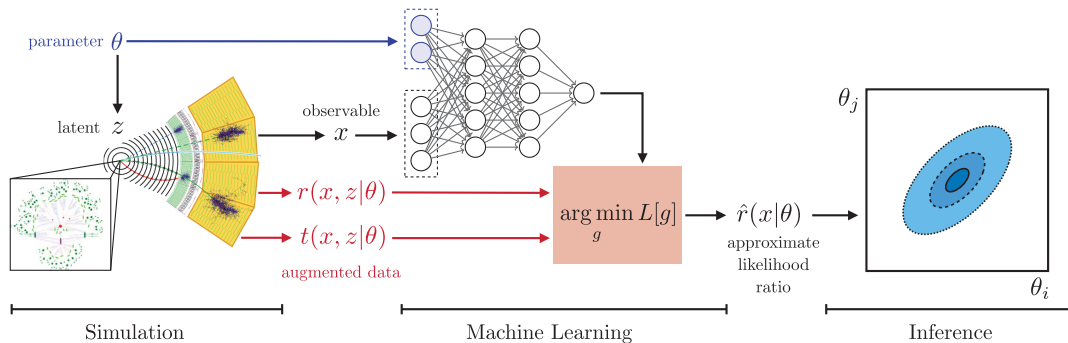 parameter θ
latent z
observable
x
r(x, z|θ)
t(x, z|θ)
augmented data
arg min L[g]
g
r̂(x|θ)
approximate
likelihood
ratio
θⱼ
θᵢ
Simulation
Machine Learning
Inference